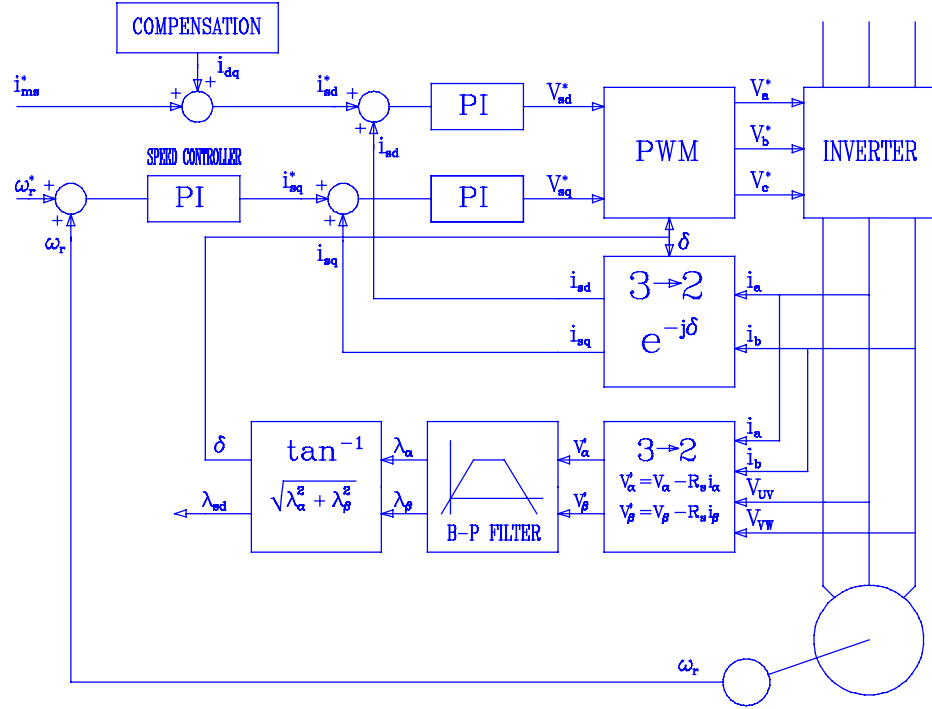 COMPENSATION
i*ms
+
+
idq
i*sd
+
+
isd
PI
V*sd
PWM
V*a
V*b
V*c
INVERTER
SPEED CONTROLLER
ω*r
+
+
ωr
PI
i*sq
+
+
isq
PI
V*sq
δ
isd
isq
3→2
e^-jδ
ia
ib
δ
λsd
tan⁻¹
√λ²α + λ²β
λα
λβ
B-P FILTER
V'α
V'β
3→2
V'α = Vα − Rs iα
V'β = Vβ − Rs iβ
ia
ib
VUV
VVW
ωr